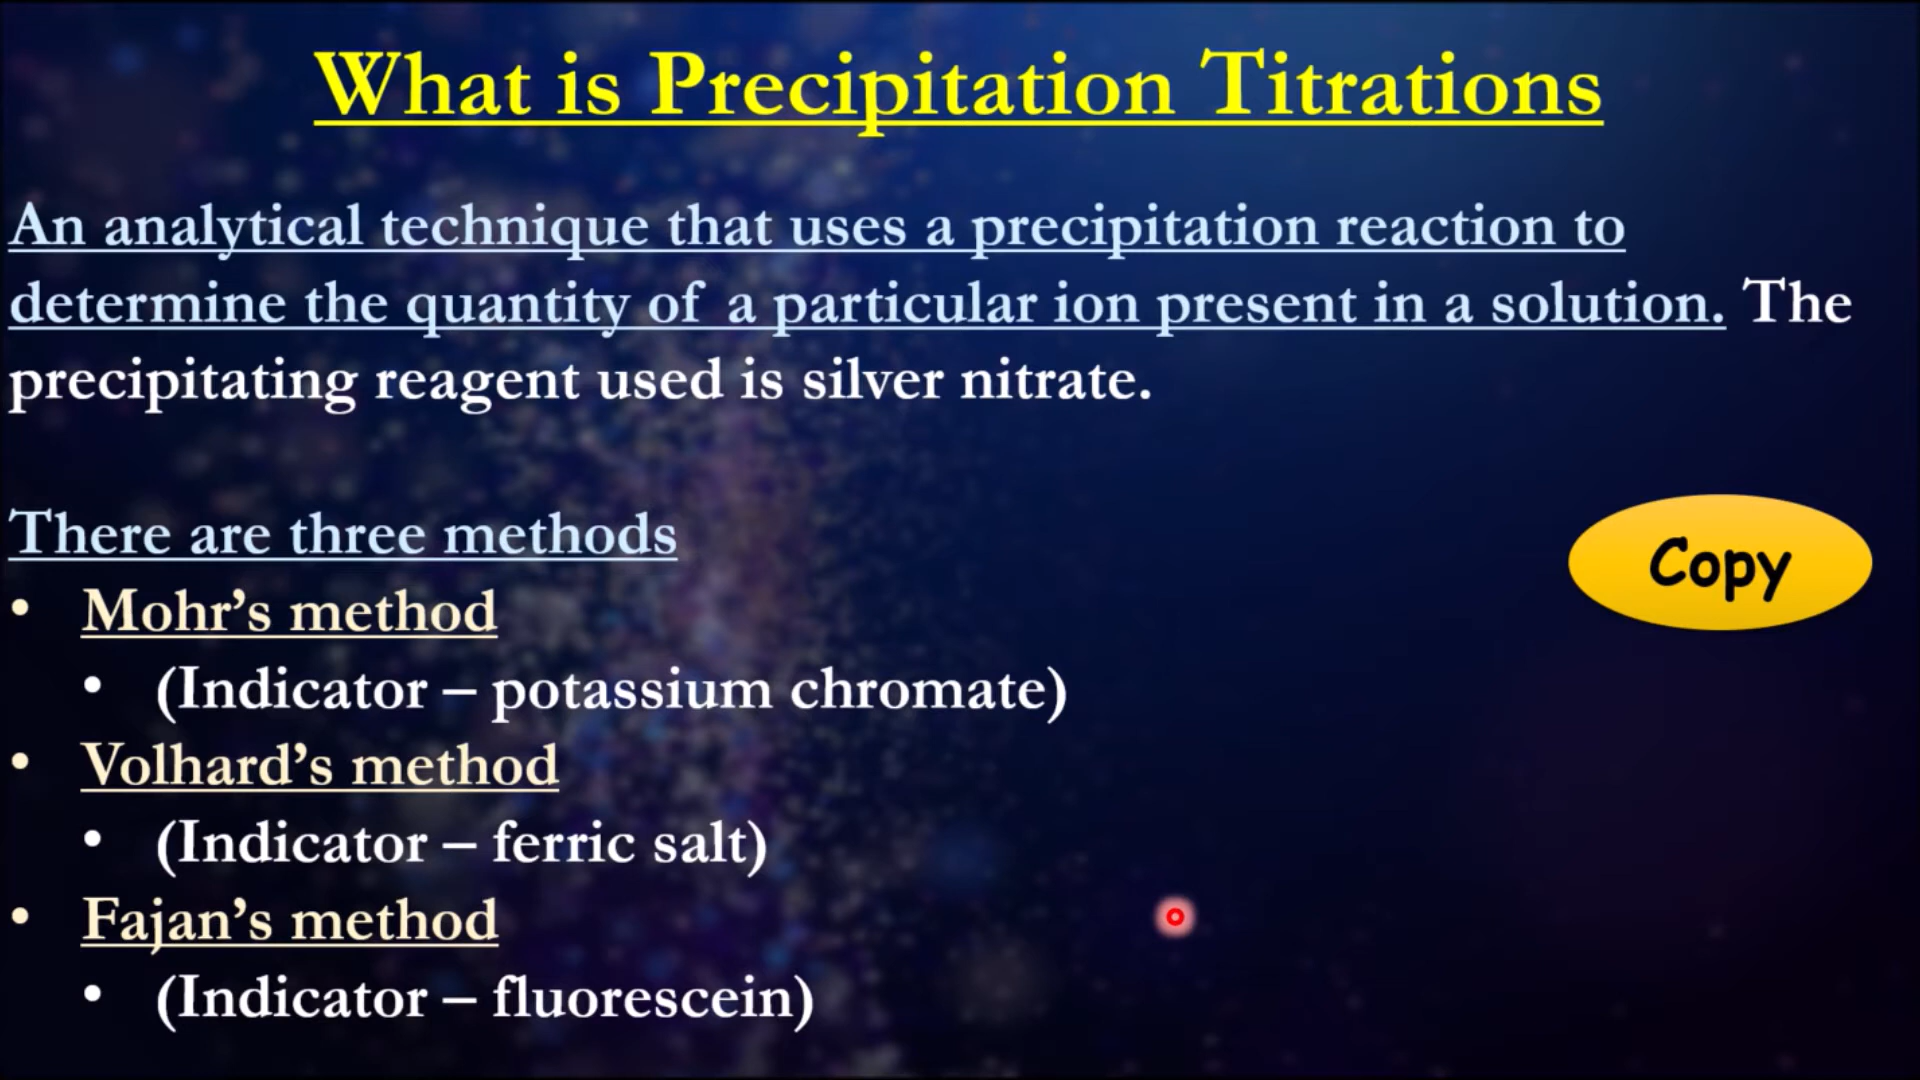 What is Precipitation Titrations
An analytical technique that uses a precipitation reaction to
determine the quantity of a particular ion present in a solution. The
precipitating reagent used is silver nitrate.
There are three methods
Copy
• Mohr’s method
• (Indicator – potassium chromate)
• Volhard’s method
• (Indicator – ferric salt)
• Fajan’s method
• (Indicator – fluorescein)